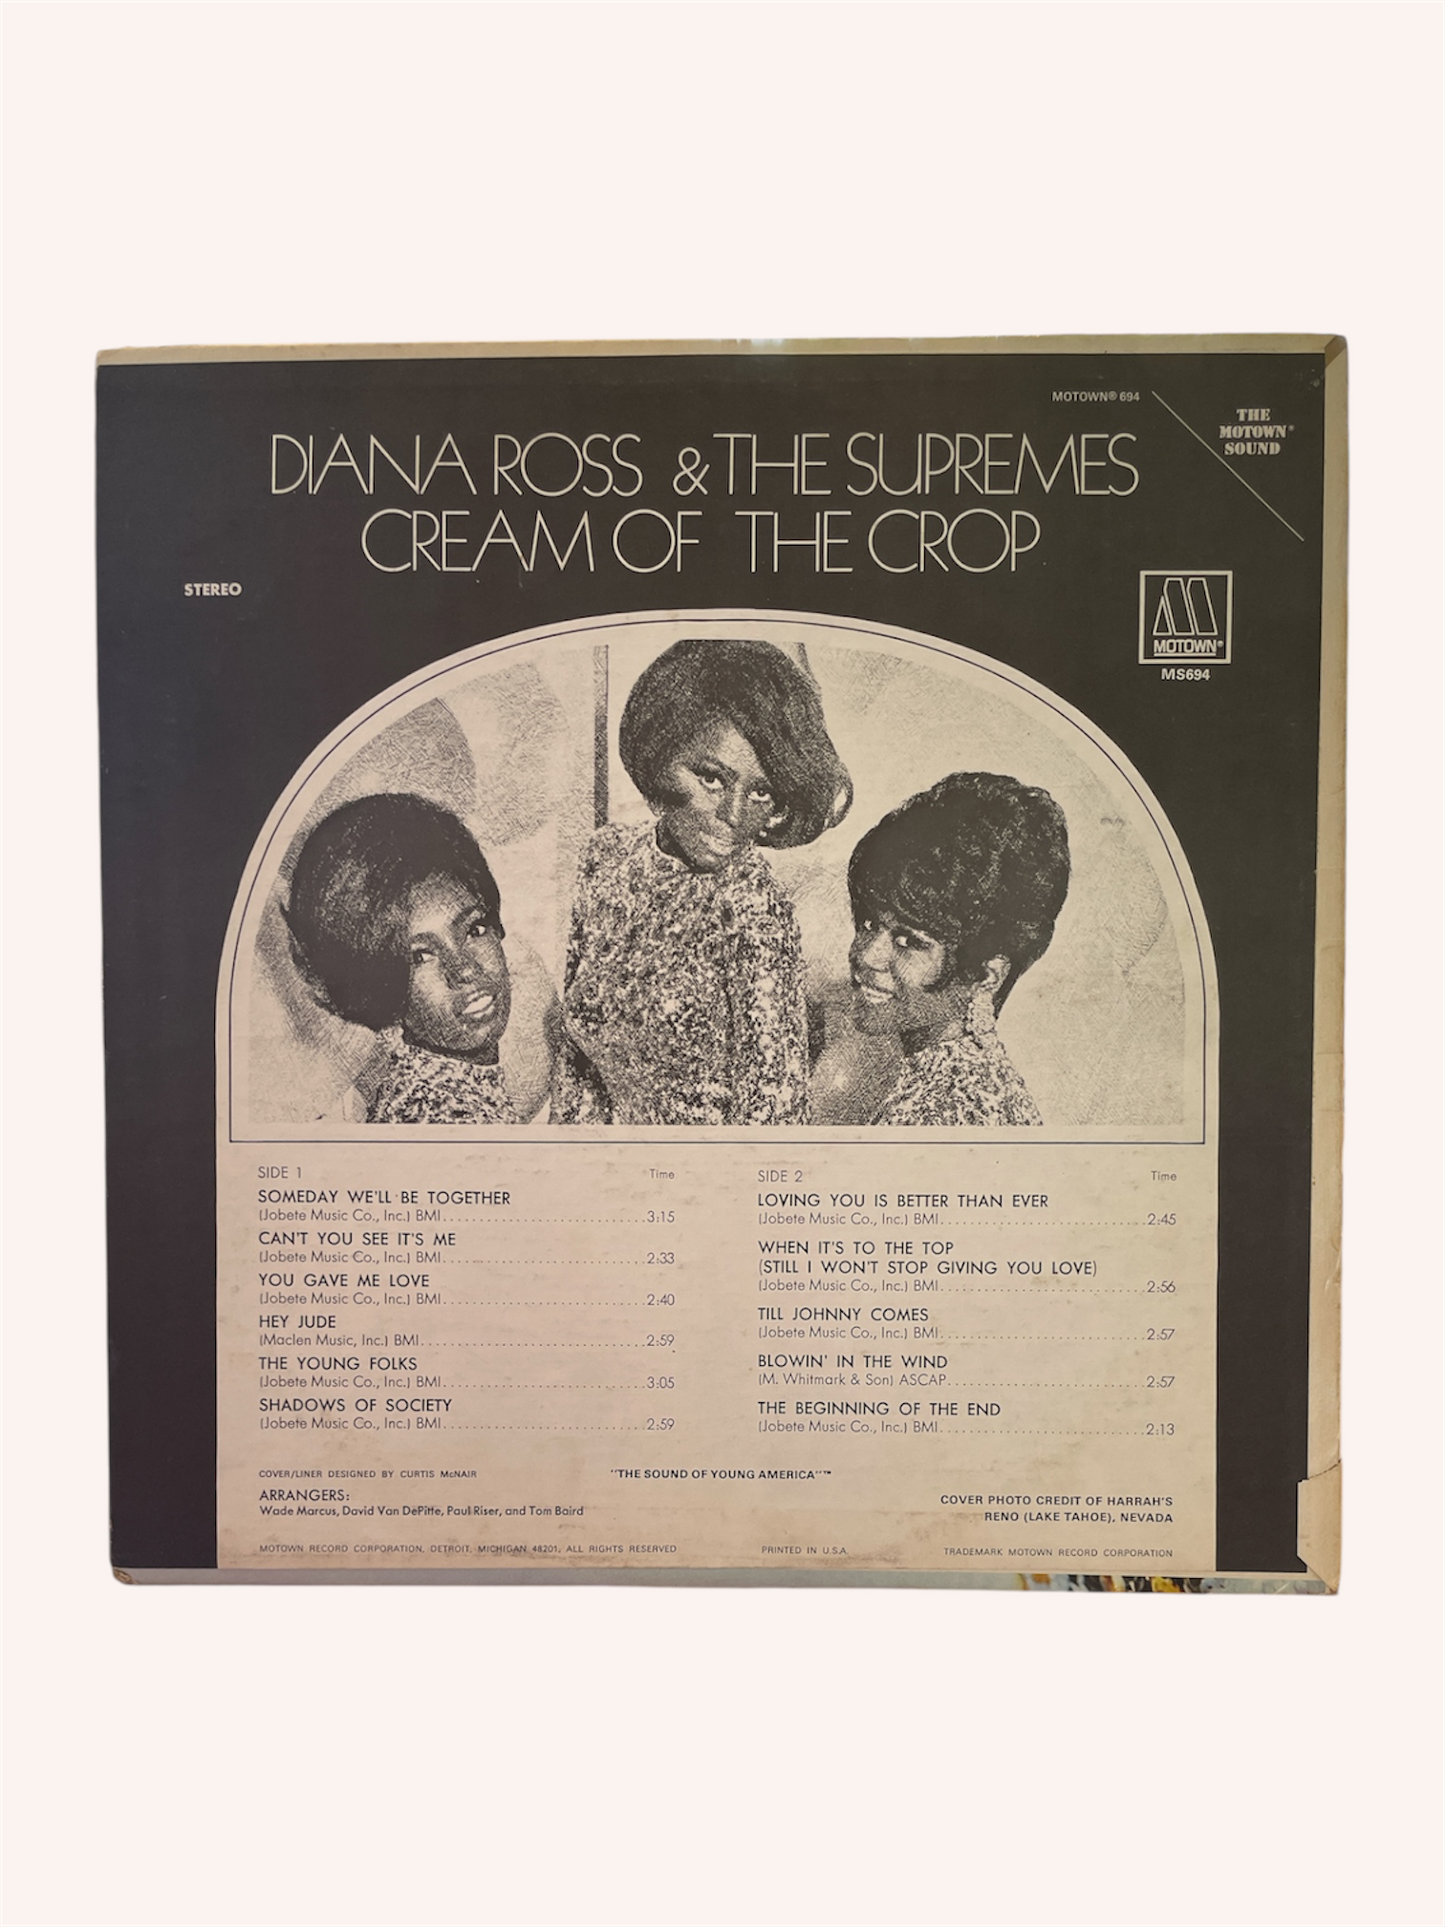 MOTOWN® 694
THE
MOTOWN®
SOUND
DIANA ROSS & THE SUPREMES
CREAM OF THE CROP
STEREO
MOTOWN®
MS694
SIDE 1 Time
SOMEDAY WE'LL BE TOGETHER
(Jobete Music Co., Inc.) BMI............................3:15
CAN'T YOU SEE IT'S ME
(Jobete Music Co., Inc.) BMI............................2:33
YOU GAVE ME LOVE
(Jobete Music Co., Inc.) BMI............................2:40
HEY JUDE
(Maclen Music, Inc.) BMI...............................2:59
THE YOUNG FOLKS
(Jobete Music Co., Inc.) BMI............................3:05
SHADOWS OF SOCIETY
(Jobete Music Co., Inc.) BMI............................2:59
SIDE 2 Time
LOVING YOU IS BETTER THAN EVER
(Jobete Music Co., Inc.) BMI............................2:45
WHEN IT'S TO THE TOP
(STILL I WON'T STOP GIVING YOU LOVE)
(Jobete Music Co., Inc.) BMI............................2:56
TILL JOHNNY COMES
(Jobete Music Co., Inc.) BMI............................2:57
BLOWIN' IN THE WIND
(M. Whitmark & Son) ASCAP...........................2:57
THE BEGINNING OF THE END
(Jobete Music Co., Inc.) BMI............................2:13
COVER/LINER DESIGNED BY CURTIS McNAIR
"THE SOUND OF YOUNG AMERICA"™
ARRANGERS:
Wade Marcus, David Van DePitte, Paul Riser, and Tom Baird
COVER PHOTO CREDIT OF HARRAH'S
RENO (LAKE TAHOE), NEVADA
MOTOWN RECORD CORPORATION, DETROIT, MICHIGAN 48201, ALL RIGHTS RESERVED
PRINTED IN U.S.A.
TRADEMARK MOTOWN RECORD CORPORATION